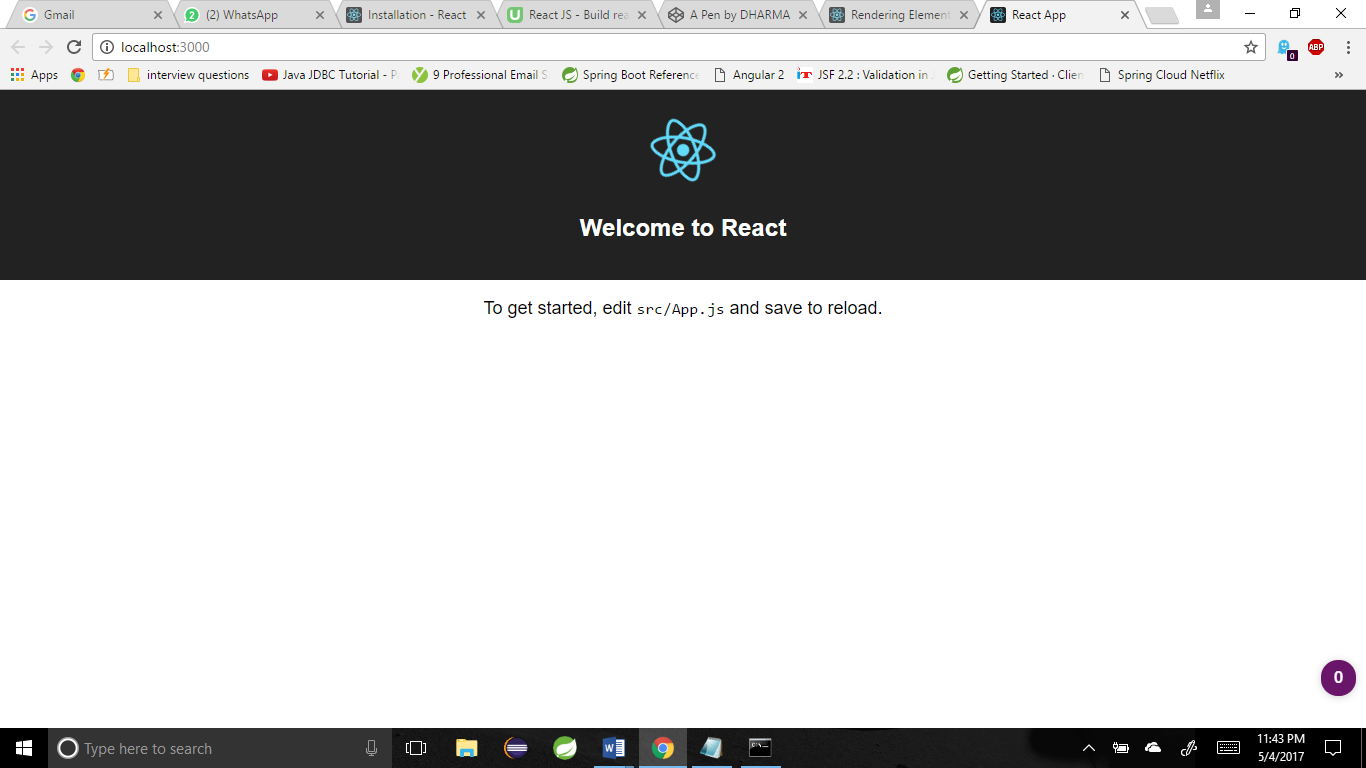 Gmail
(2) WhatsApp
Installation - React
React JS - Build rea
A Pen by DHARMA
Rendering Element
React App
localhost:3000
0
ABP
Apps
interview questions
Java JDBC Tutorial - P
9 Professional Email S
Spring Boot Reference
Angular 2
JSF 2.2 : Validation in
Getting Started · Clien
Spring Cloud Netflix
»
Welcome to React
To get started, edit src/App.js and save to reload.
0
Type here to search
11:43 PM
5/4/2017